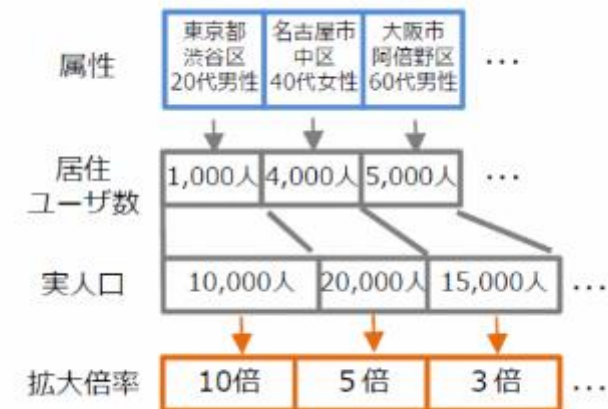 属性
東京都
渋谷区
20代男性
名古屋市
中区
40代女性
大阪市
阿倍野区
60代男性
…
居住
ユーザ数
1,000人
4,000人
5,000人
…
実人口
10,000人
20,000人
15,000人
…
拡大倍率
10倍
5倍
3倍
…